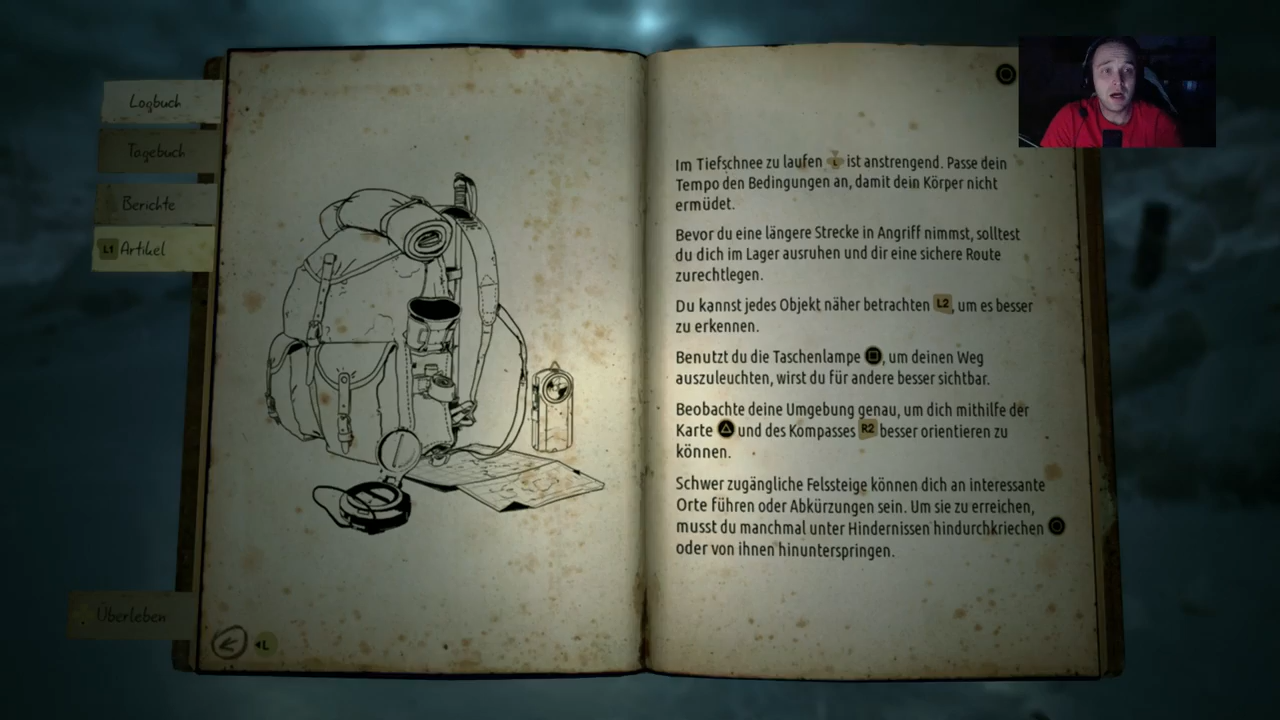 Logbuch
Tagebuch
Berichte
L1 Artikel
Überleben
L
Im Tiefschnee zu laufen L ist anstrengend. Passe dein
Tempo den Bedingungen an, damit dein Körper nicht
ermüdet.
Bevor du eine längere Strecke in Angriff nimmst, solltest
du dich im Lager ausruhen und dir eine sichere Route
zurechtlegen.
Du kannst jedes Objekt näher betrachten L2, um es besser
zu erkennen.
Benutzt du die Taschenlampe, um deinen Weg
auszuleuchten, wirst du für andere besser sichtbar.
Beobachte deine Umgebung genau, um dich mithilfe der
Karte und des Kompasses R2 besser orientieren zu
können.
Schwer zugängliche Felssteige können dich an interessante
Orte führen oder Abkürzungen sein. Um sie zu erreichen,
musst du manchmal unter Hindernissen hindurchkriechen
oder von ihnen hinunterspringen.